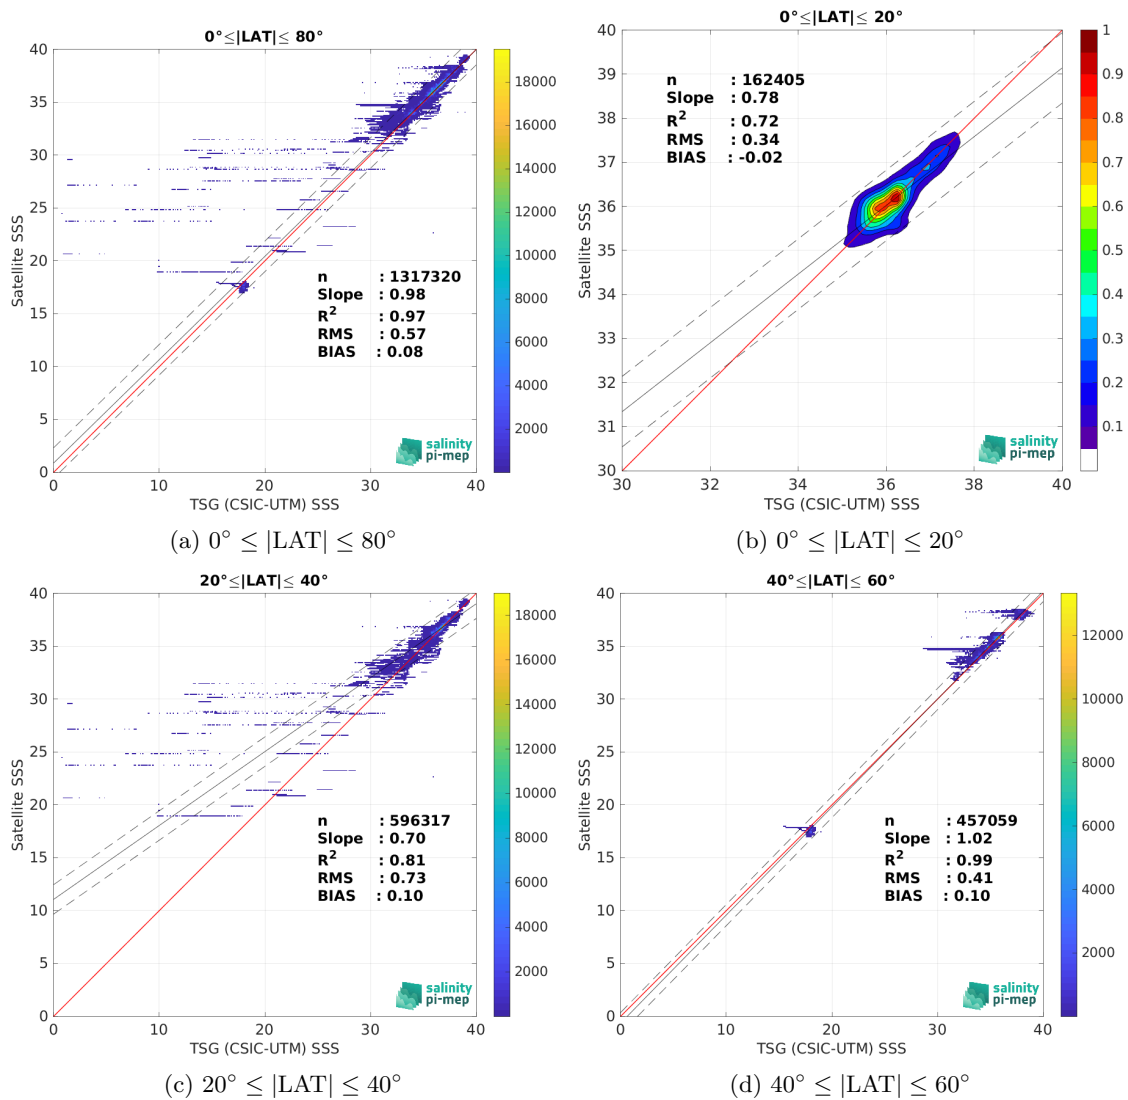 0°≤|LAT|≤ 80°
Satellite SSS
40
35
30
25
20
15
10
5
0
0
10
20
30
40
TSG (CSIC-UTM) SSS
n : 1317320
Slope : 0.98
R² : 0.97
RMS : 0.57
BIAS : 0.08
salinity
pi-mep
18000
16000
14000
12000
10000
8000
6000
4000
2000
(a) 0° ≤ |LAT| ≤ 80°
0°≤|LAT|≤ 20°
Satellite SSS
40
39
38
37
36
35
34
33
32
31
30
30
32
34
36
38
40
TSG (CSIC-UTM) SSS
n : 162405
Slope : 0.78
R² : 0.72
RMS : 0.34
BIAS : -0.02
salinity
pi-mep
1
0.9
0.8
0.7
0.6
0.5
0.4
0.3
0.2
0.1
(b) 0° ≤ |LAT| ≤ 20°
20°≤|LAT|≤ 40°
Satellite SSS
40
35
30
25
20
15
10
5
0
0
10
20
30
40
TSG (CSIC-UTM) SSS
n : 596317
Slope : 0.70
R² : 0.81
RMS : 0.73
BIAS : 0.10
salinity
pi-mep
18000
16000
14000
12000
10000
8000
6000
4000
2000
(c) 20° ≤ |LAT| ≤ 40°
40°≤|LAT|≤ 60°
Satellite SSS
40
35
30
25
20
15
10
5
0
0
10
20
30
40
TSG (CSIC-UTM) SSS
n : 457059
Slope : 1.02
R² : 0.99
RMS : 0.41
BIAS : 0.10
salinity
pi-mep
12000
10000
8000
6000
4000
2000
(d) 40° ≤ |LAT| ≤ 60°